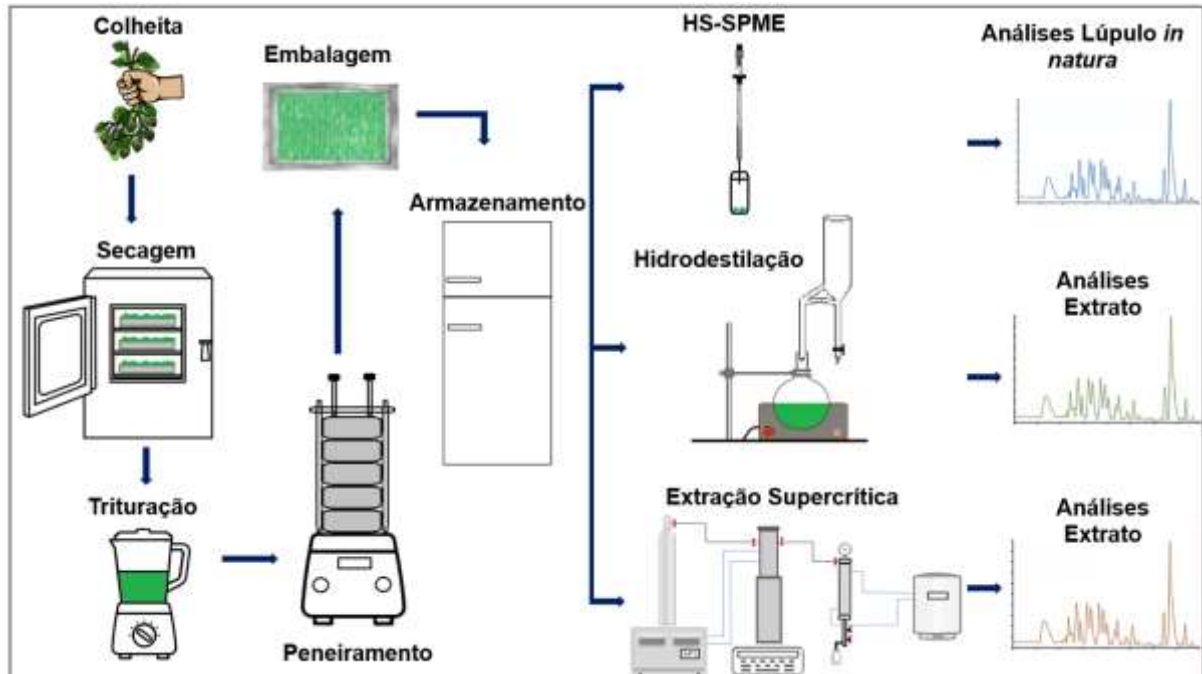 Colheita
Secagem
Trituração
Peneiramento
Embalagem
Armazenamento
HS-SPME
Hidrodestilação
Extração Supercrítica
Análises Lúpulo in
natura
Análises
Extrato
Análises
Extrato